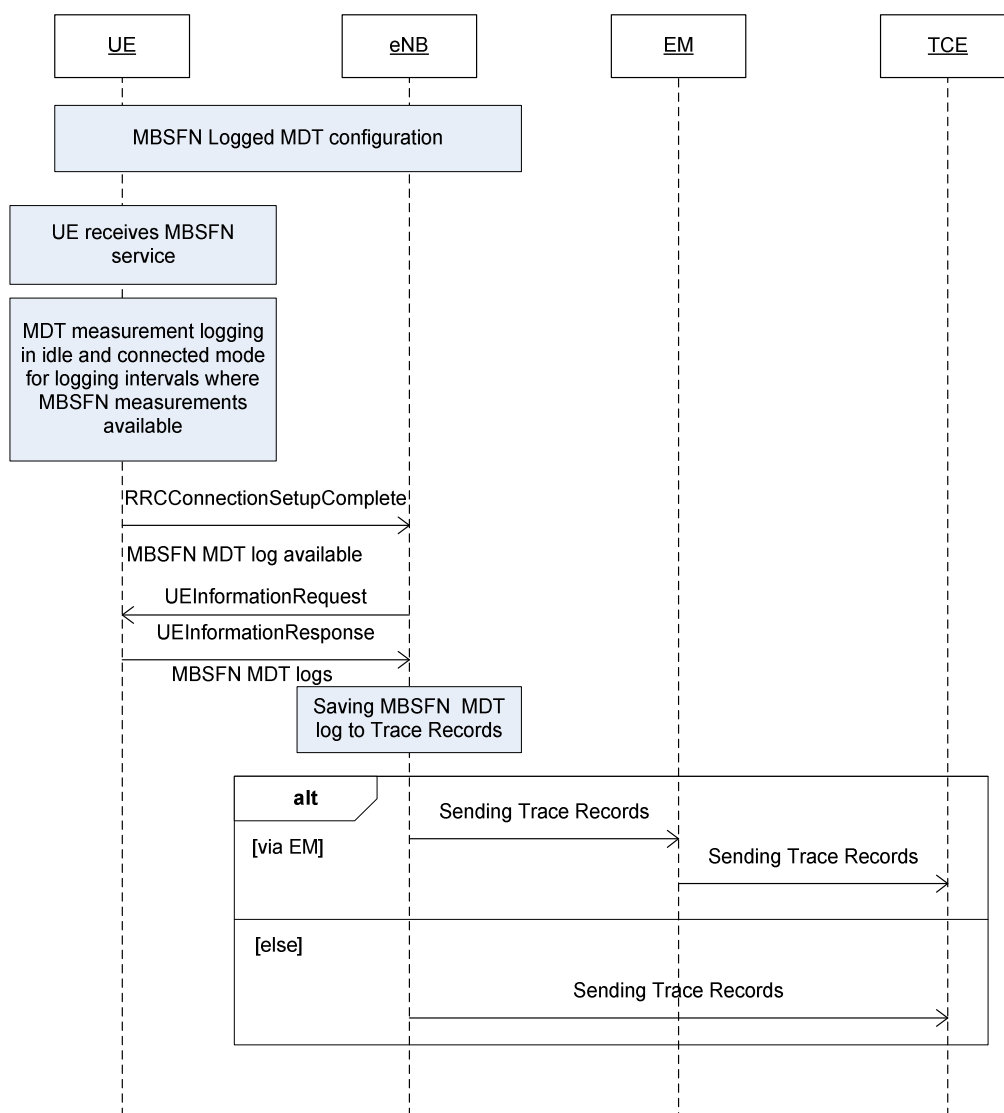 UE
eNB
EM
TCE
MBSFN Logged MDT configuration
UE receives MBSFN
service
MDT measurement logging
in idle and connected mode
for logging intervals where
MBSFN measurements
available
RRCConnectionSetupComplete
MBSFN MDT log available
UEInformationRequest
UEInformationResponse
MBSFN MDT logs
Saving MBSFN MDT
log to Trace Records
alt
Sending Trace Records
[via EM]
Sending Trace Records
[else]
Sending Trace Records